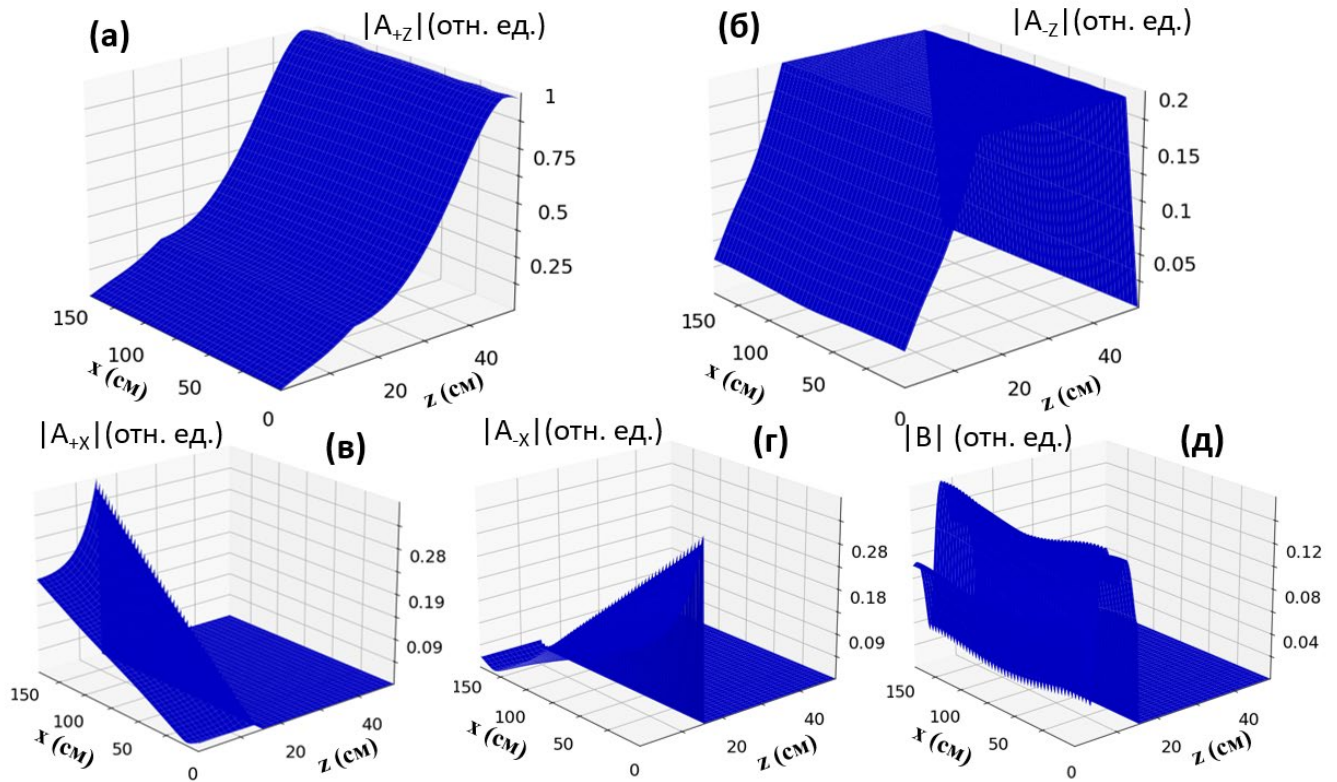 (а)
|A+Z| (отн. ед.)
1
0.75
0.5
0.25
150
100
50
0
20
40
x (см)
z (см)
(б)
|A-Z| (отн. ед.)
0.2
0.15
0.1
0.05
150
100
50
0
20
40
x (см)
z (см)
|A+X| (отн. ед.)
(в)
0.28
0.19
0.09
150
100
50
0
20
40
x (см)
z (см)
|A-X| (отн. ед.)
(г)
0.28
0.18
0.09
150
100
50
0
20
40
x (см)
z (см)
|B| (отн. ед.)
(д)
0.12
0.08
0.04
150
100
50
0
20
40
x (см)
z (см)